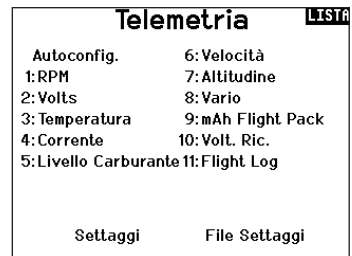 Telemetria
LISTA
Autoconfig.
1:RPM
2:Volts
3:Temperatura
4:Corrente
5:Livello Carburante
6:Velocità
7:Altitudine
8:Vario
9:mAh Flight Pack
10:Volt. Ric.
11:Flight Log
Settaggi
File Settaggi